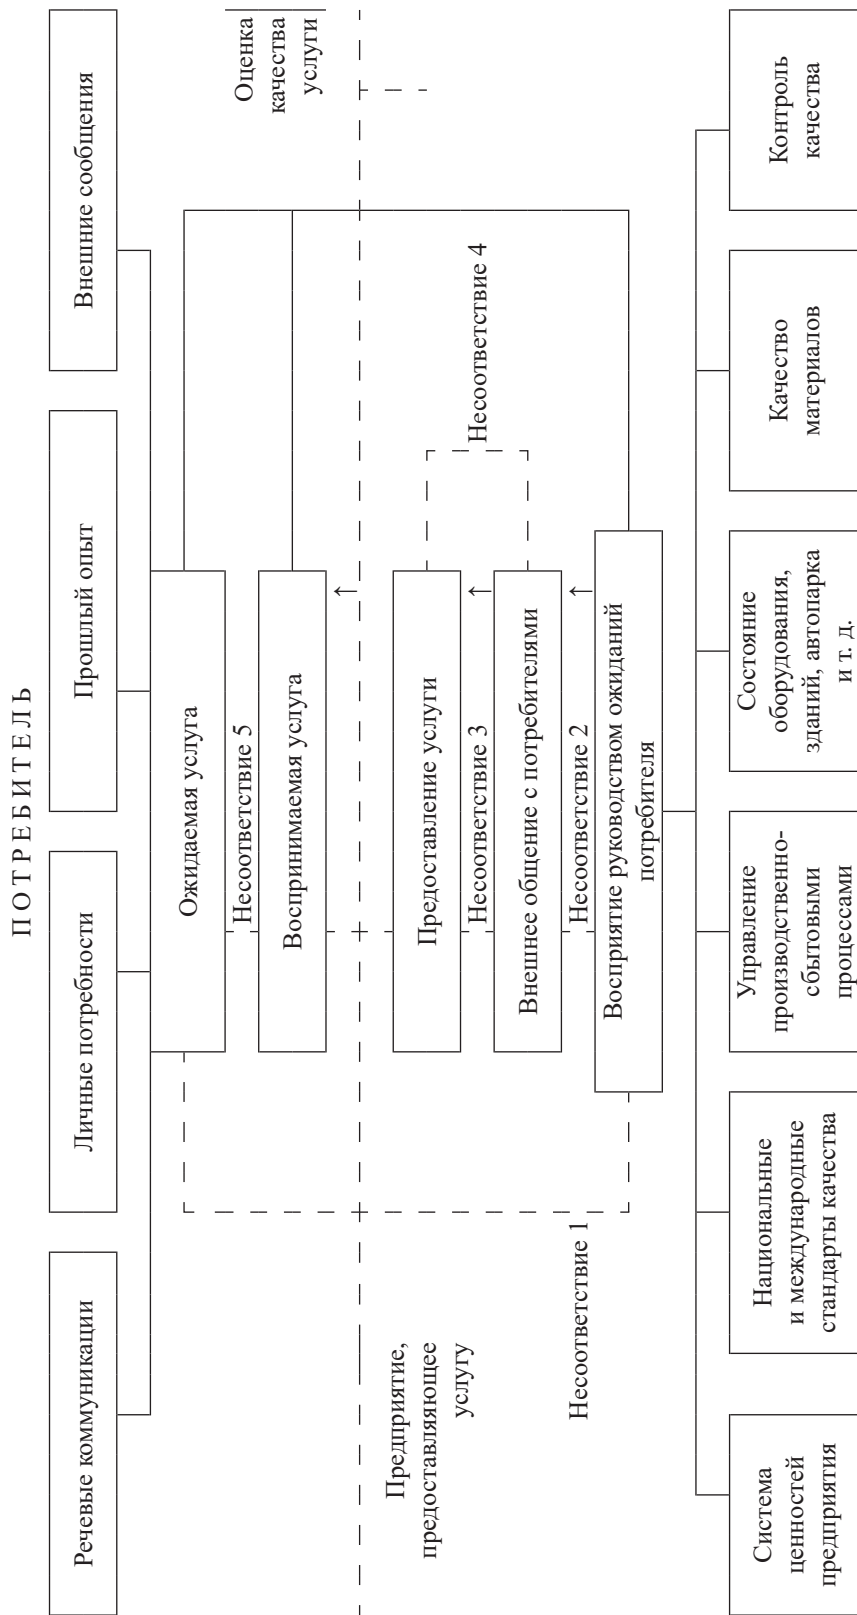 ПОТРЕБИТЕЛЬ
Речевые коммуникации
Личные потребности
Прошлый опыт
Внешние сообщения
Ожидаемая услуга
Несоответствие 5
Воспринимаемая услуга
Оценка
качества
услуги
Предприятие,
предоставляяющее
услугу
Предоставление услуги
Несоответствие 3
Несоответствие 4
Внешнее общение с потребителями
Несоответствие 1
Несоответствие 2
Восприятие руководством ожиданий
потребителя
Система
ценностей
предприятия
Национальные
и международные
стандарты качества
Управление
производственно-
сбытовыми
процессами
Состояние
оборудования,
зданий, автопарка
и т. д.
Качество
материалов
Контроль
качества